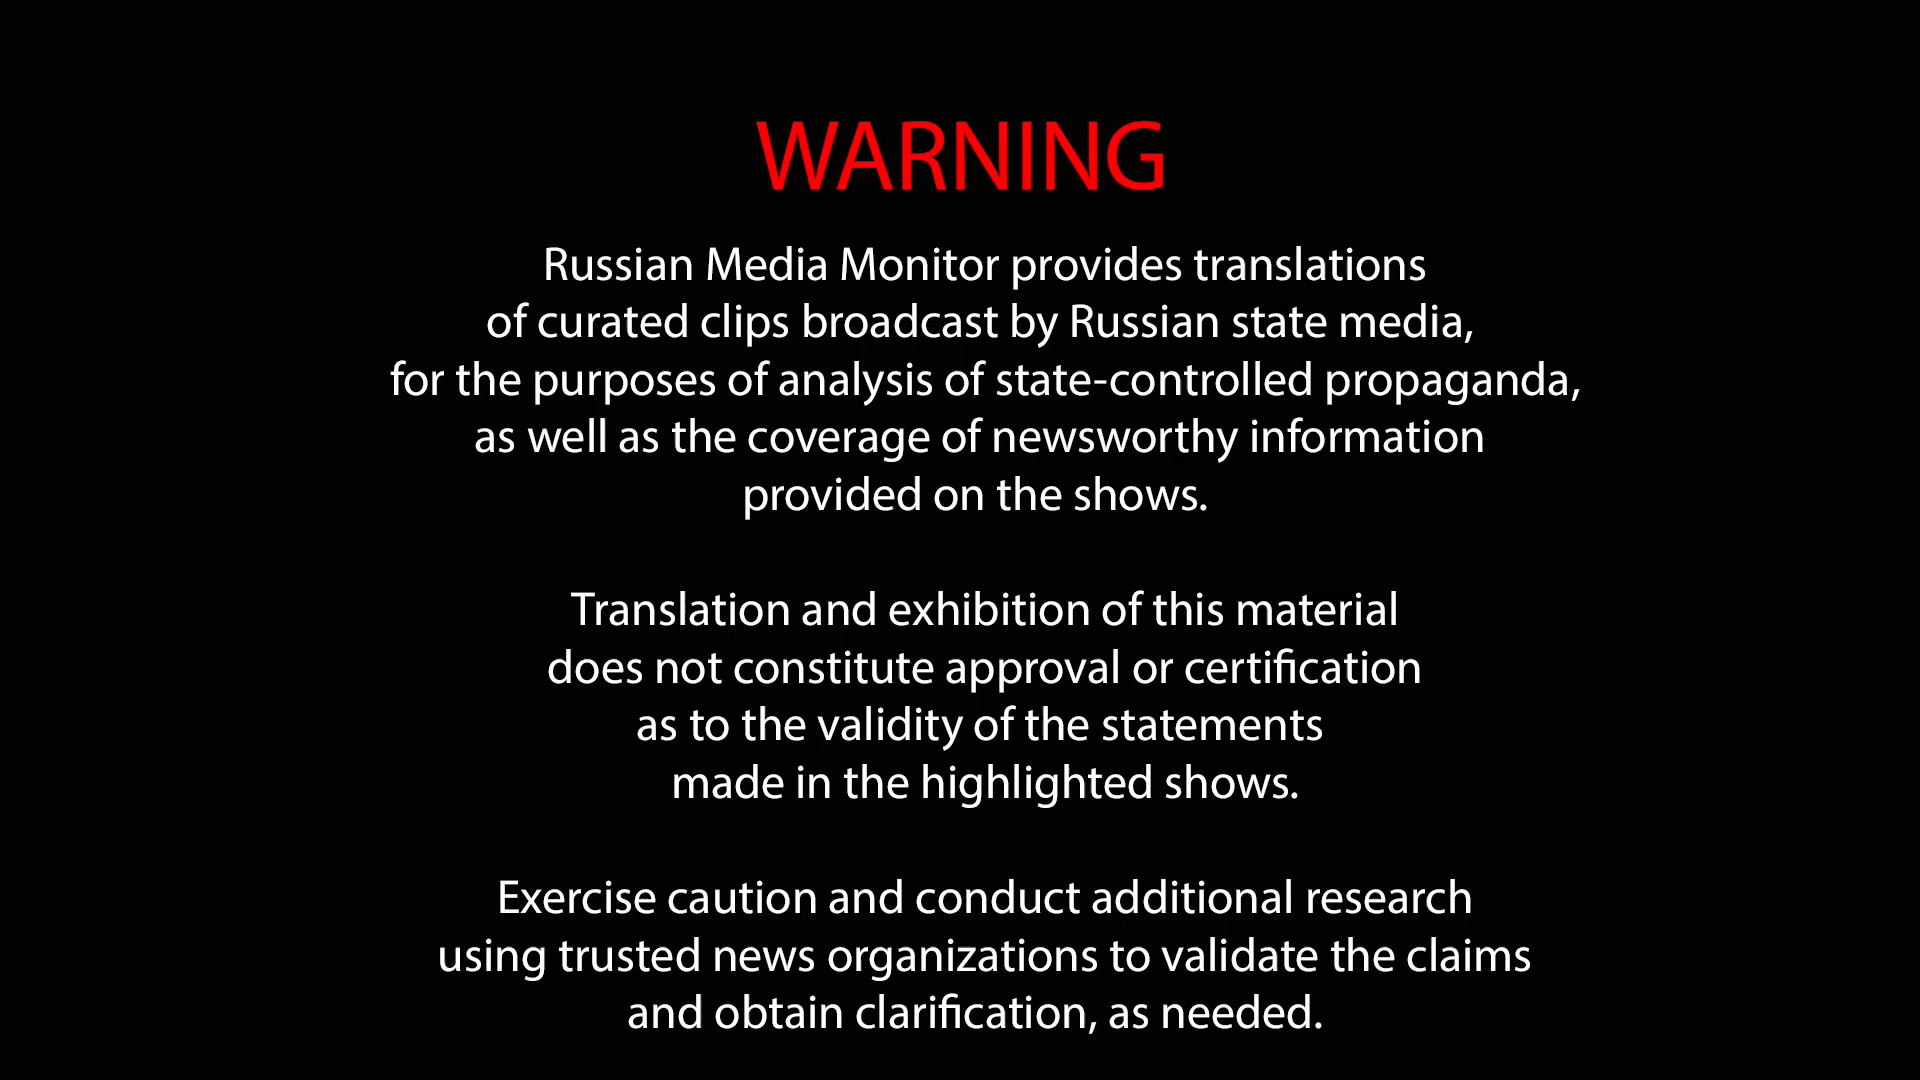 WARNING
Russian Media Monitor provides translations
of curated clips broadcast by Russian state media,
for the purposes of analysis of state-controlled propaganda,
as well as the coverage of newsworthy information
provided on the shows.
Translation and exhibition of this material
does not constitute approval or certification
as to the validity of the statements
made in the highlighted shows.
Exercise caution and conduct additional research
using trusted news organizations to validate the claims
and obtain clarification, as needed.